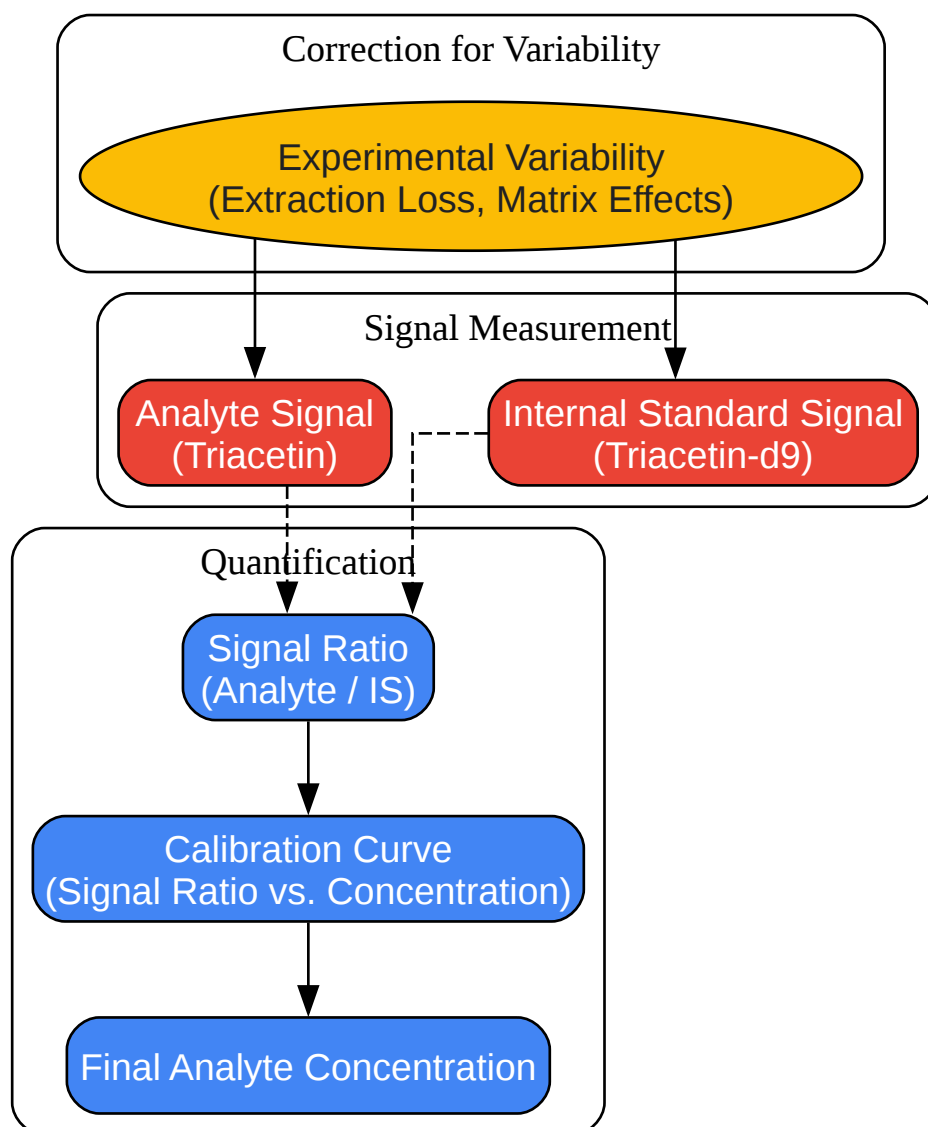 Correction for Variability
Experimental Variability
(Extraction Loss, Matrix Effects)
Signal Measurement
Analyte Signal
(Triacetin)
Internal Standard Signal
(Triacetin-d9)
Quantification
Signal Ratio
(Analyte / IS)
Calibration Curve
(Signal Ratio vs. Concentration)
Final Analyte Concentration